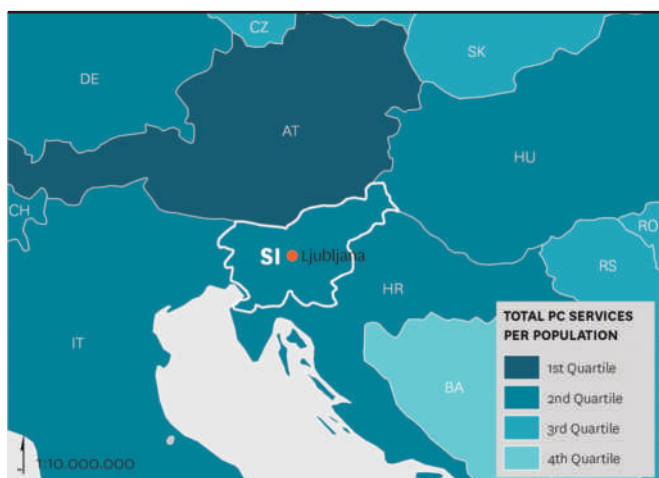 CZ
SK
DE
AT
HU
CH
RO
SI
Ljubljana
RS
HR
IT
BA
TOTAL PC SERVICES
PER POPULATION
1st Quartile
2nd Quartile
3rd Quartile
4th Quartile
1:10.000.000